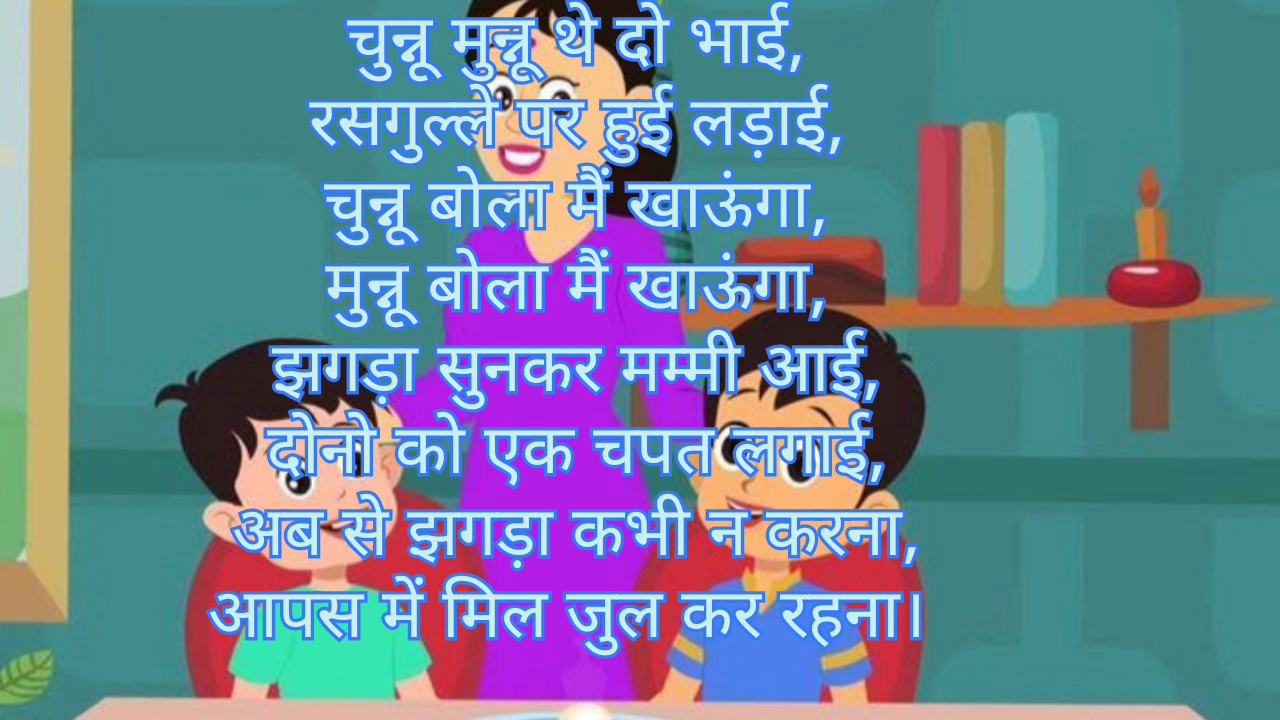 चुन्नू मुन्नू थे दो भाई,
रसगुल्ले पर हुई लड़ाई,
चुन्नू बोला मैं खाऊंगा,
मुन्नू बोला मैं खाऊंगा,
झगड़ा सुनकर मम्मी आई,
दोनो को एक चपत लगाई,
अब से झगड़ा कभी न करना,
आपस में मिल जुल कर रहना।